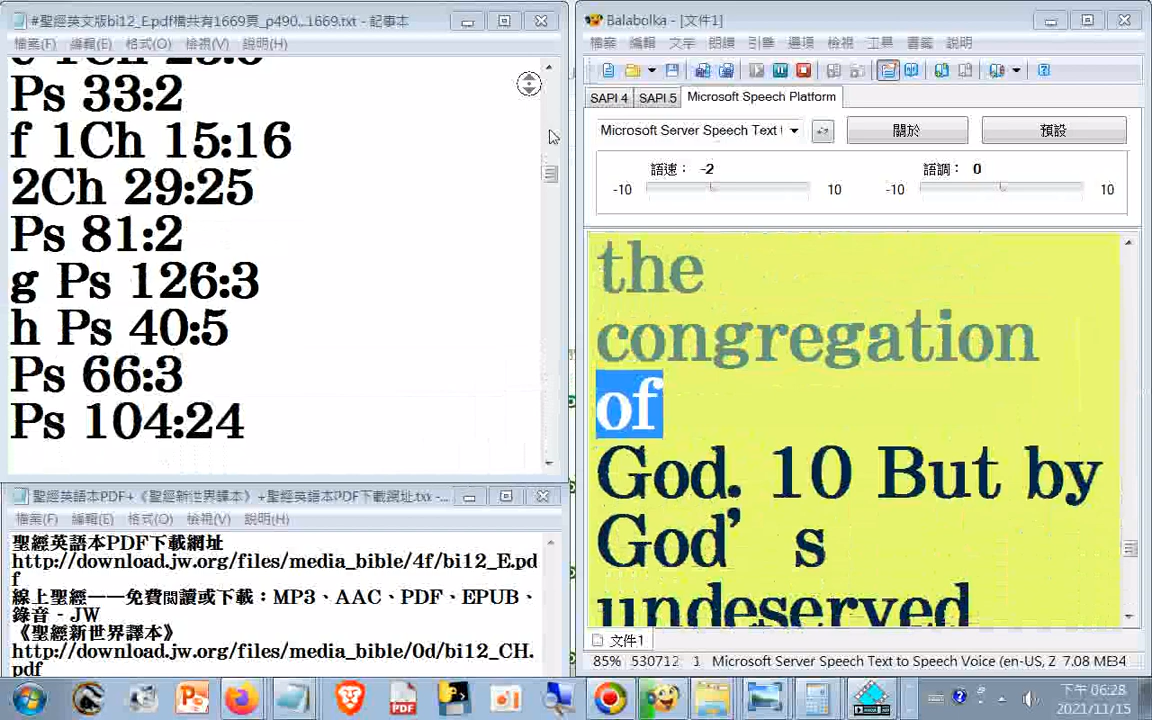 #聖經英文版bi12_E.pdf檔共有1669頁_p490...1669.txt - 記事本
檔案(F) 編輯(E) 格式(O) 檢視(V) 說明(H)
Ps 33:2
f 1Ch 15:16
2Ch 29:25
Ps 81:2
g Ps 126:3
h Ps 40:5
Ps 66:3
Ps 104:24
聖經英語本PDF+《聖經新世界譯本》+聖經英語本PDF下載網址.txt - ...
檔案(F) 編輯(E) 格式(O) 檢視(V) 說明(H)
聖經英語本PDF下載網址
http://download.jw.org/files/media_bible/4f/bi12_E.pd
f
線上聖經——免費閱讀或下載：MP3、AAC、PDF、EPUB、
錄音 - JW
《聖經新世界譯本》
http://download.jw.org/files/media_bible/0d/bi12_CH.
pdf
Balabolka - [文件1]
檔案 編輯 文字 朗讀 引擎 選項 檢視 工具 書籤 說明
SAPI 4 SAPI 5 Microsoft Speech Platform
Microsoft Server Speech Text 關於 預設
語速： -2 語調： 0
-10 10 -10 10
the
congregation
of
God. 10 But by
God’ s
undeserved
文件1
85% 530712 1 Microsoft Server Speech Text to Speech Voice (en-US, Z 7.08 MB34
下午 06:28
2021/11/15